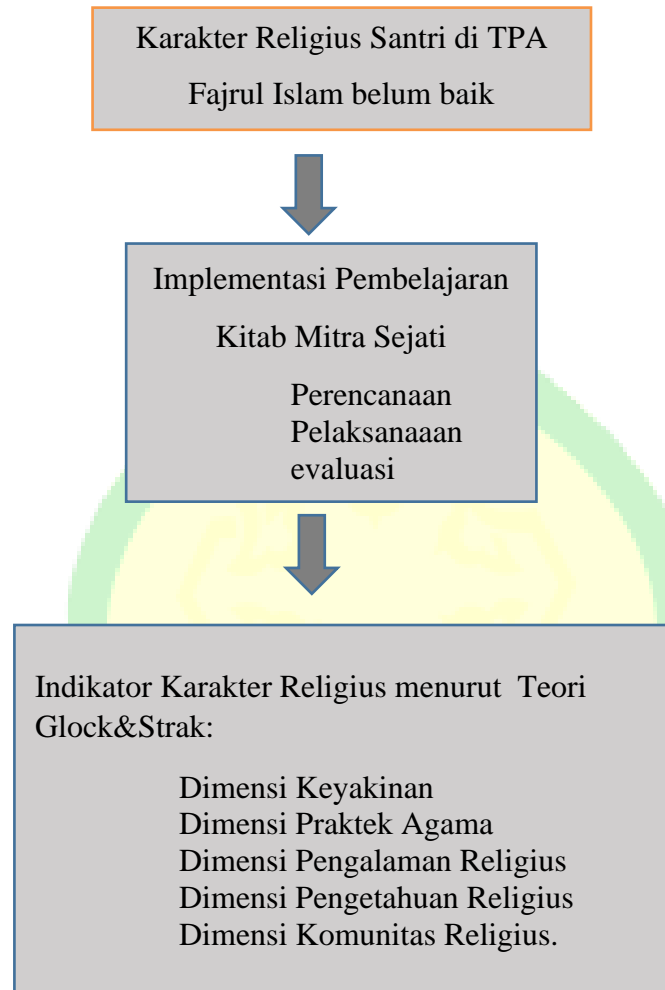 Karakter Religius Santri di TPA
Fajrul Islam belum baik
Implementasi Pembelajaran
Kitab Mitra Sejati
Perencanaan
Pelaksanaaan
evaluasi
Indikator Karakter Religius menurut Teori
Glock&Strak:
Dimensi Keyakinan
Dimensi Praktek Agama
Dimensi Pengalaman Religius
Dimensi Pengetahuan Religius
Dimensi Komunitas Religius.